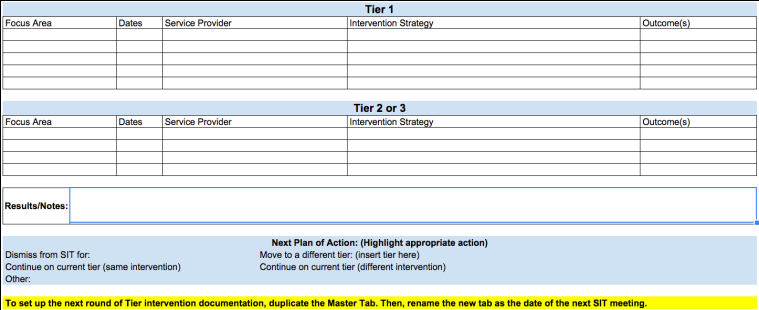 Tier 1
Focus Area Dates Service Provider Intervention Strategy Outcome(s)
Tier 2 or 3
Focus Area Dates Service Provider Intervention Strategy Outcome(s)
Results/Notes:
Next Plan of Action: (Highlight appropriate action)
Dismiss from SIT for: Move to a different tier: (insert tier here)
Continue on current tier (same intervention) Continue on current tier (different intervention)
Other:
To set up the next round of Tier intervention documentation, duplicate the Master Tab. Then, rename the new tab as the date of the next SIT meeting.